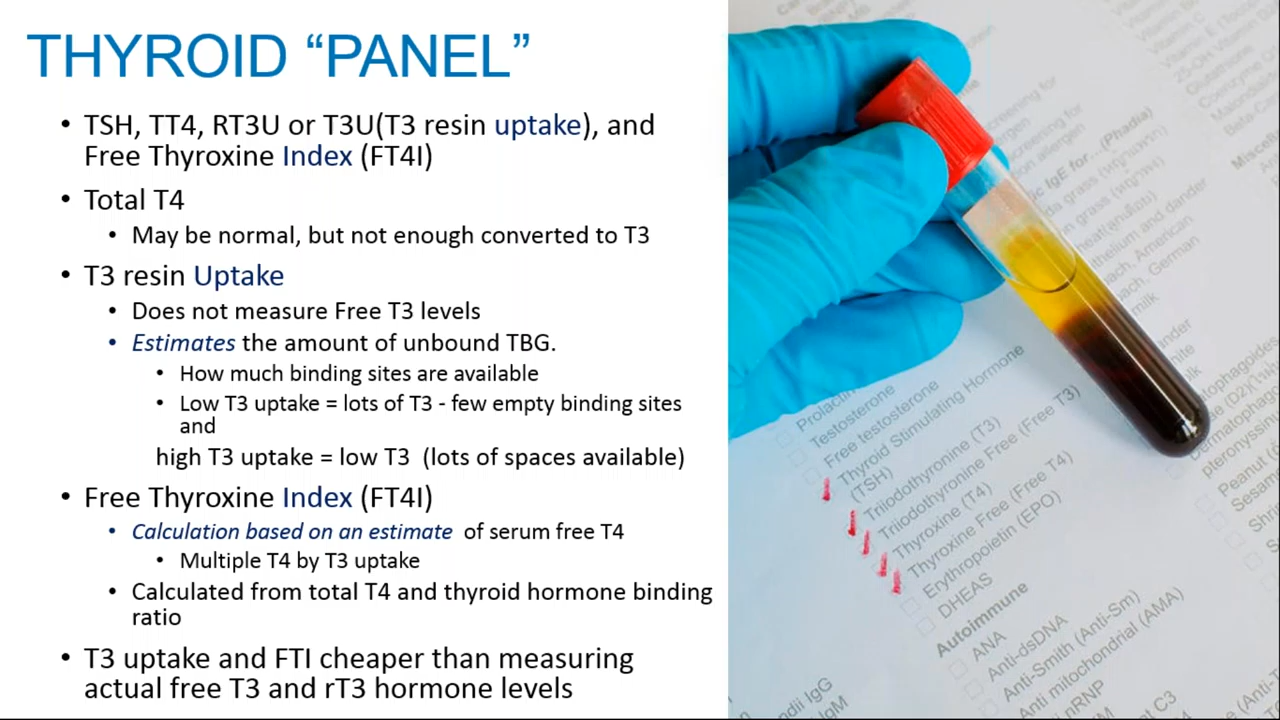 THYROID “PANEL”
• TSH, TT4, RT3U or T3U(T3 resin uptake), and
Free Thyroxine Index (FT4I)
• Total T4
• May be normal, but not enough converted to T3
• T3 resin Uptake
• Does not measure Free T3 levels
• Estimates the amount of unbound TBG.
• How much binding sites are available
• Low T3 uptake = lots of T3 - few empty binding sites
and
high T3 uptake = low T3 (lots of spaces available)
• Free Thyroxine Index (FT4I)
• Calculation based on an estimate of serum free T4
• Multiple T4 by T3 uptake
• Calculated from total T4 and thyroid hormone binding
ratio
• T3 uptake and FTI cheaper than measuring
actual free T3 and rT3 hormone levels
Testosterone
Free testosterone
Thyroid Stimulating Hormone
(TSH)
Triiodothyronine (T3)
Triiodothyronine Free (Free T3)
Thyroxine (T4)
Thyroxine Free (Free T4)
Erythropoietin (EPO)
DHEAS
Autoimmune
ANA
Anti-dsDNA
Anti-Smith (Anti-Sm)
Anti mitochondrial (AMA)